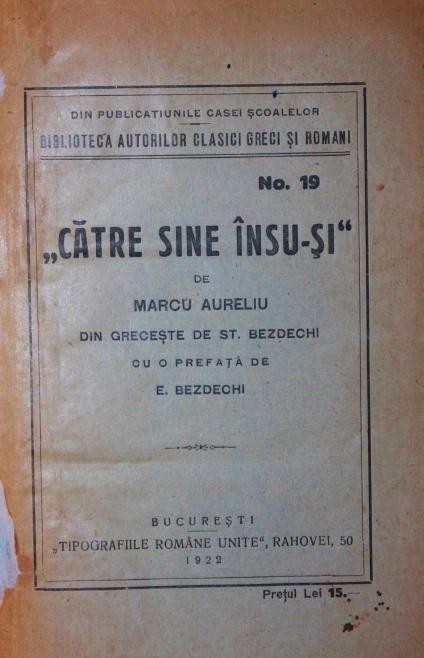 DIN PUBLICAȚIUNILE CASEI ȘCOALELOR
BIBLIOTECA AUTORILOR CLASICI GRECI ȘI ROMANI
No. 19
„CĂTRE SINE ÎNSU-ȘI“
DE
MARCU AURELIU
DIN GRECEȘTE DE ST. BEZDECHI
CU O PREFAȚĂ DE
E. BEZDECHI
BUCUREȘTI
„TIPOGRAFIILE ROMÂNE UNITE“, RAHOVEI, 50
1922
Prețul Lei 15.—